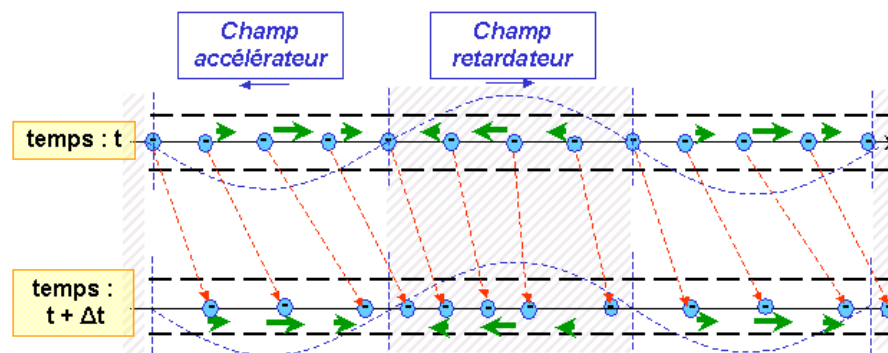 Champ
accélérateur
Champ
retardateur
temps : t
temps :
t + Δt